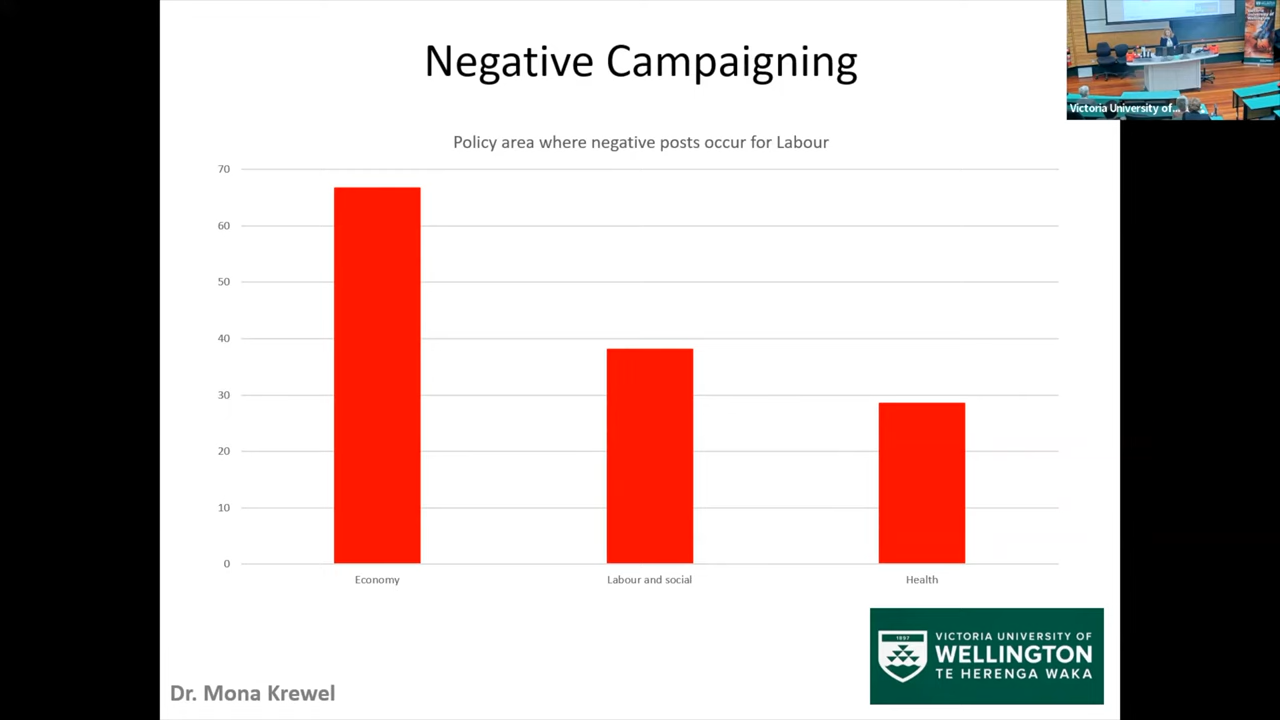 Negative Campaigning
Victoria University of...
Policy area where negative posts occur for Labour
70
60
50
40
30
20
10
0
Economy
Labour and social
Health
1897
VICTORIA UNIVERSITY OF
WELLINGTON
TE HERENGA WAKA
Dr. Mona Krewel